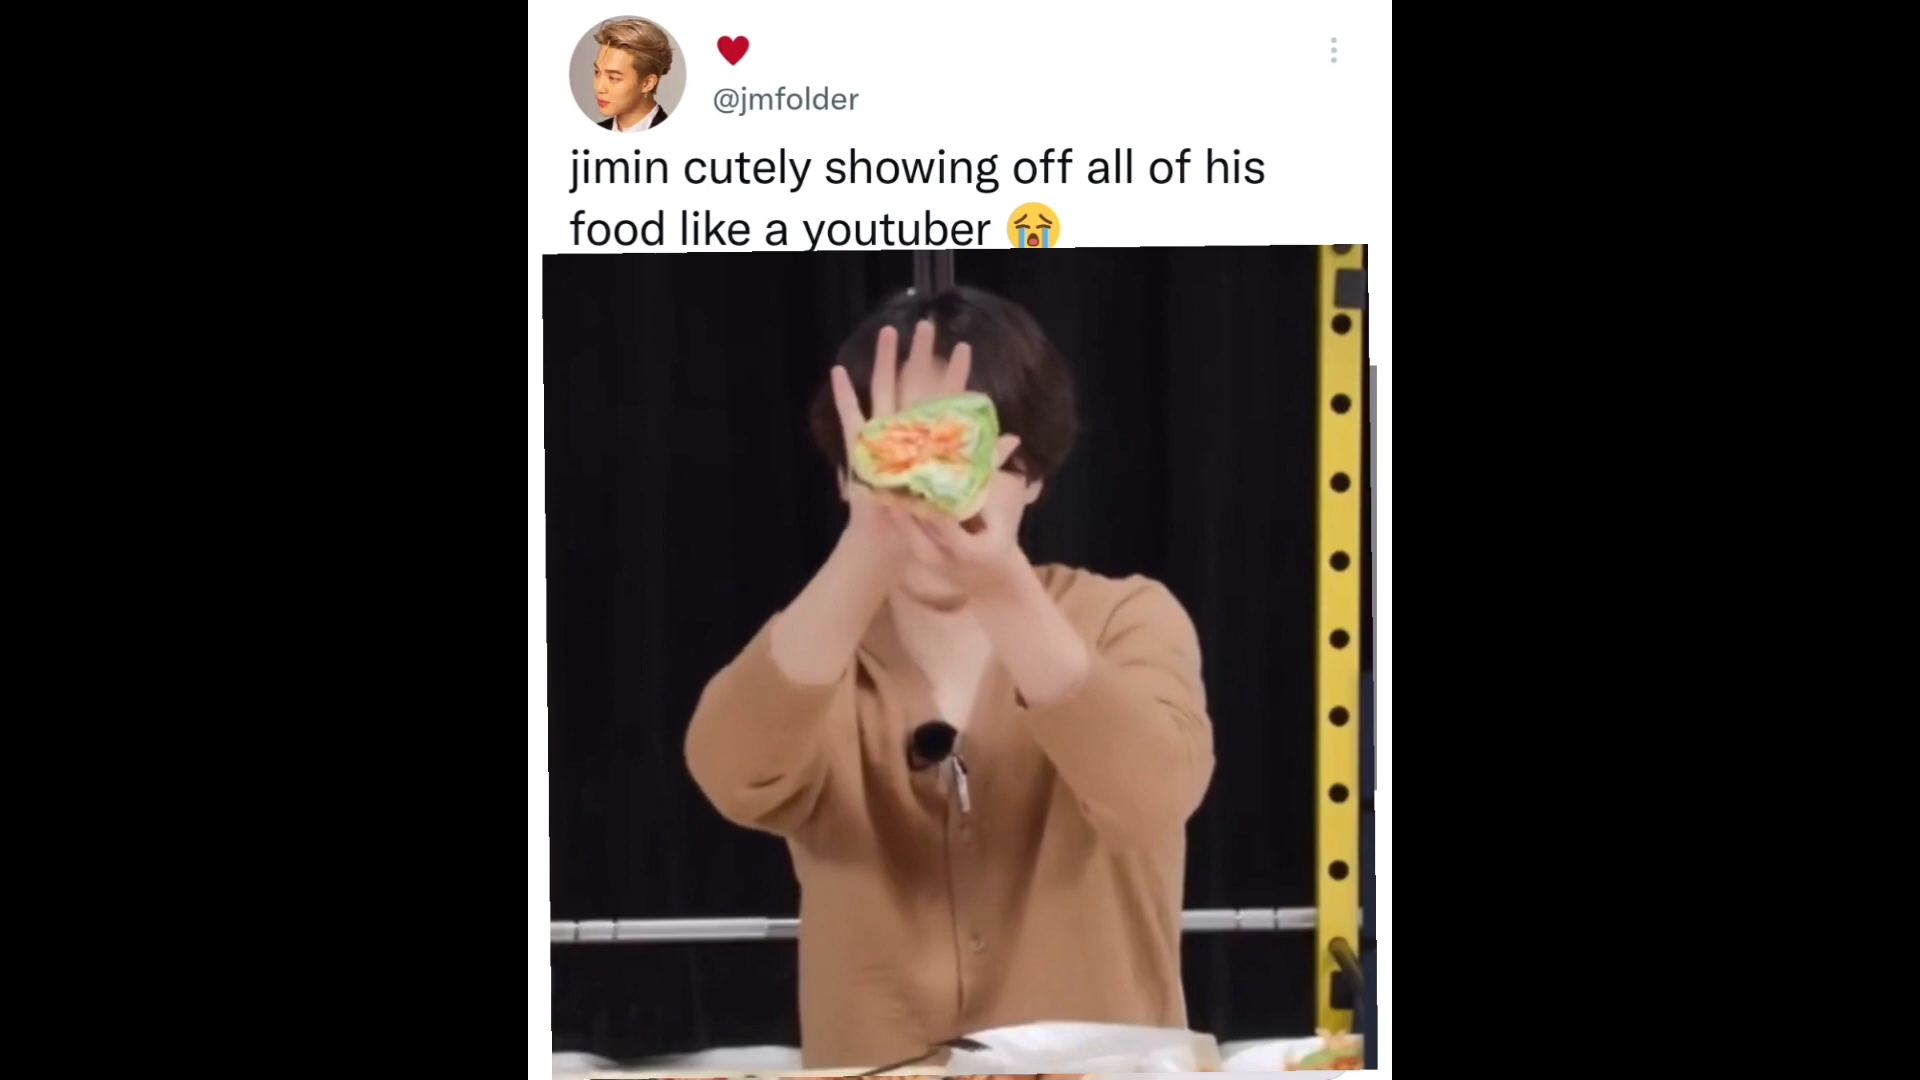 @jmfolder
jimin cutely showing off all of his
food like a youtuber 😭